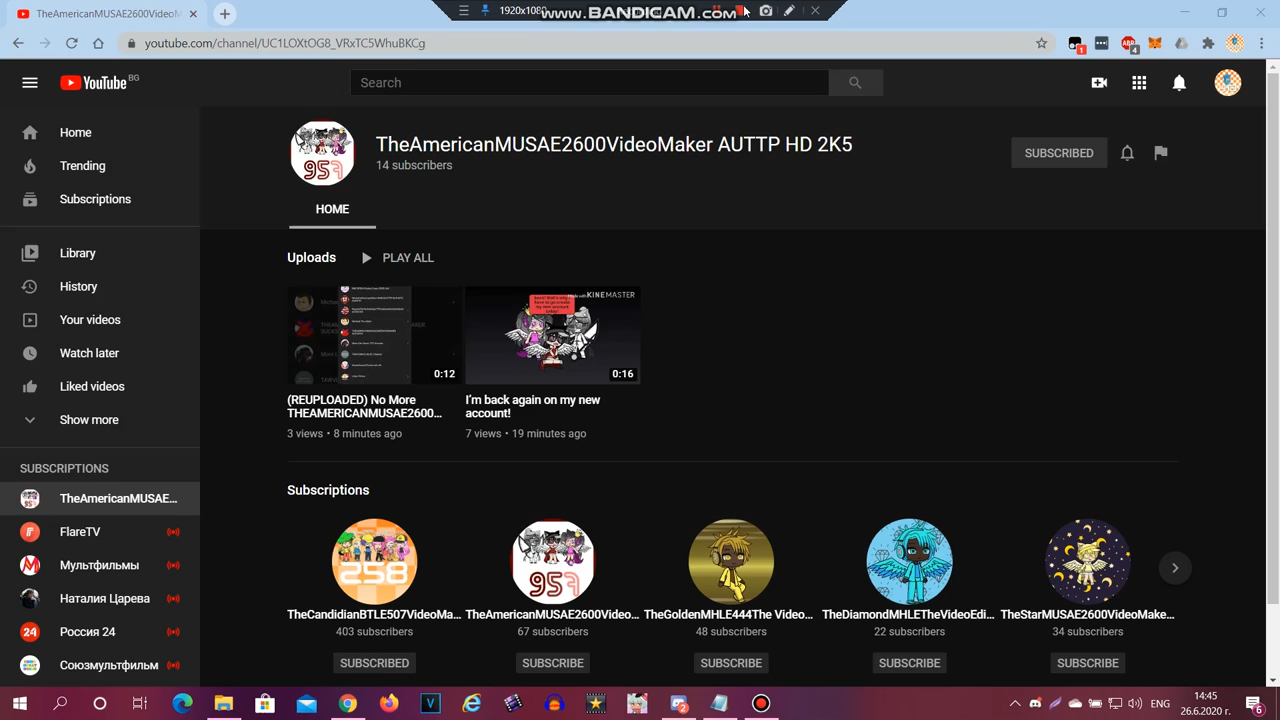 TheAmericanMUSAE2600VideoM
1920x1080
www.BANDICAM.com
youtube.com/channel/UC1LOXtOG8_VRxTC5WhuBKCg
1
ABP
4
YouTube
BG
Search
Home
Trending
Subscriptions
Library
History
Your videos
Watch later
Liked videos
Show more
SUBSCRIPTIONS
TheAmericanMUSAE...
FlareTV
Мультфильмы
Наталия Царева
Россия 24
Союзмультфильм
TheAmericanMUSAE2600VideoMaker AUTTP HD 2K5
14 subscribers
SUBSCRIBED
HOME
Uploads
PLAY ALL
0:12
KINEMASTER
0:16
(REUPLOADED) No More
THEAMERICANMUSAE2600...
3 views • 8 minutes ago
I'm back again on my new
account!
7 views • 19 minutes ago
Subscriptions
258
TheCandidianBTLE507VideoMa...
403 subscribers
SUBSCRIBED
TheAmericanMUSAE2600Video...
67 subscribers
SUBSCRIBE
TheGoldenMHLE444The Video...
48 subscribers
SUBSCRIBE
TheDiamondMHLETheVideoEdi...
22 subscribers
SUBSCRIBE
TheStarMUSAE2600VideoMake...
34 subscribers
SUBSCRIBE
ENG
14:45
26.6.2020 г.
6